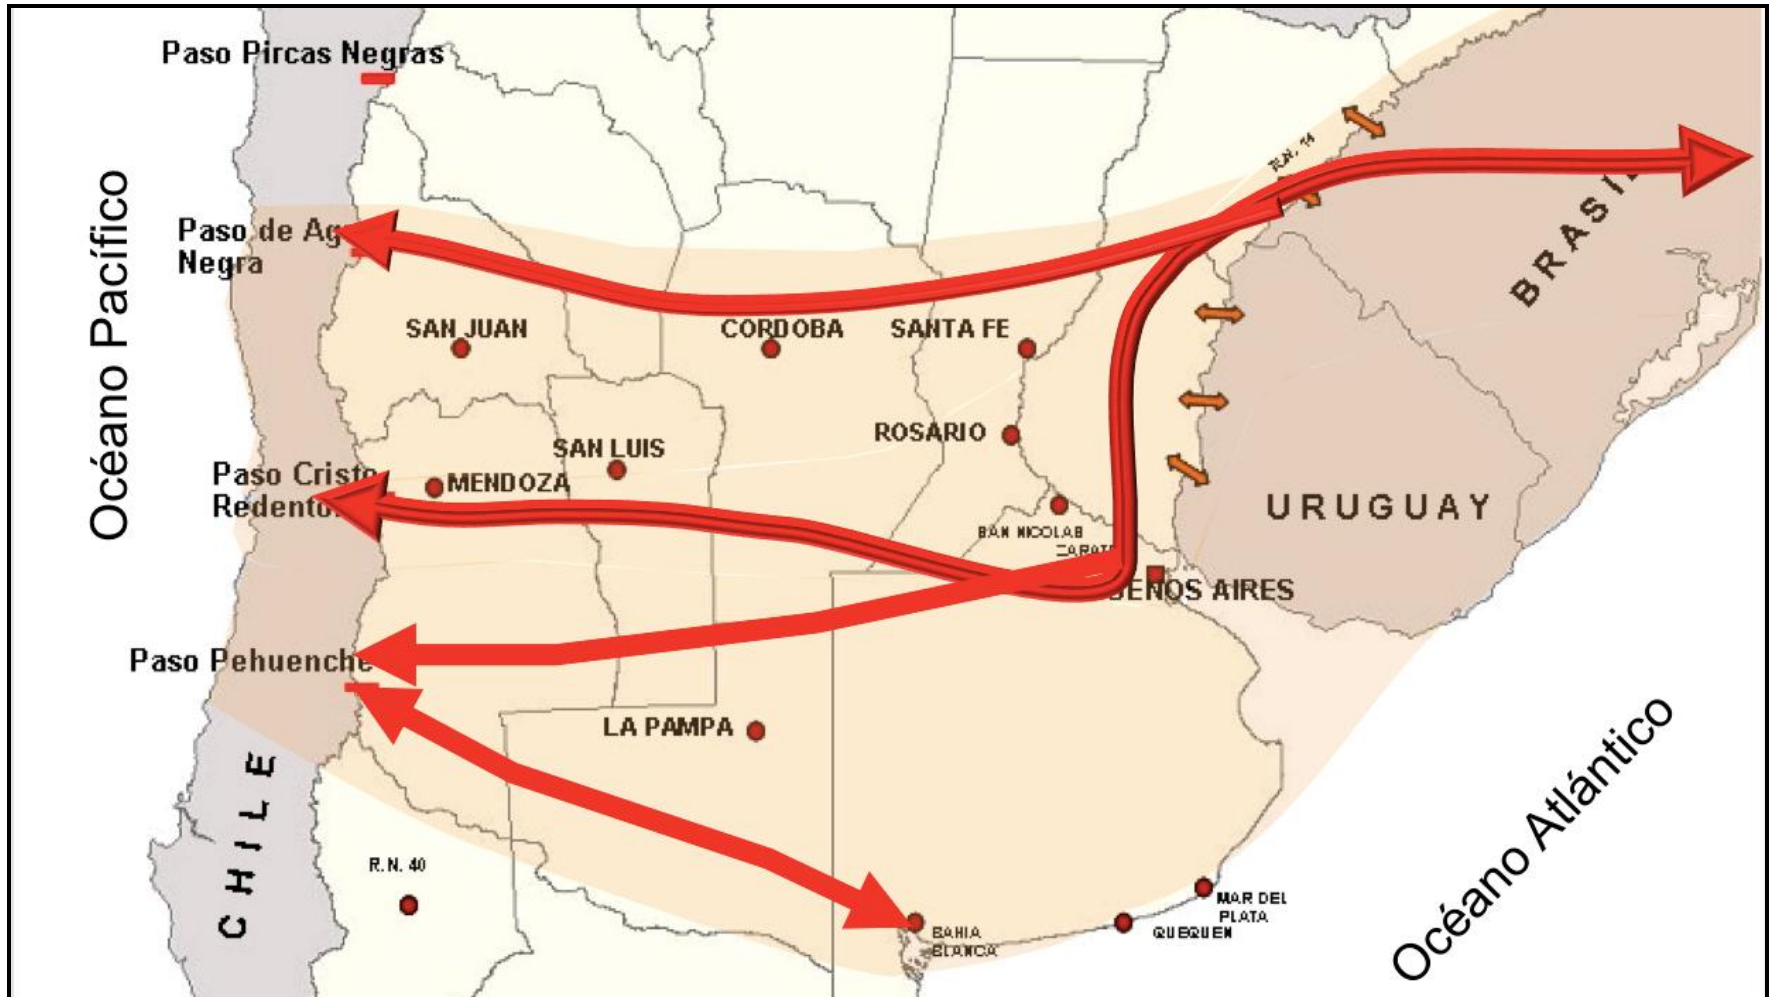 Paso Pircas Negras
R.N. 14
Océano Pacífico
BRASIL
Paso de Ag
Negra
SAN JUAN
CORDOBA
SANTA FE
ROSARIO
SAN LUIS
Paso Cristo
Redento
MENDOZA
URUGUAY
SAN NICOLAS
ZARATE
BUENOS AIRES
Paso Pehuenche
LA PAMPA
CHILE
Océano Atlántico
R.N. 40
MAR DEL
PLATA
QUEQUEN
BAHIA
BLANCA